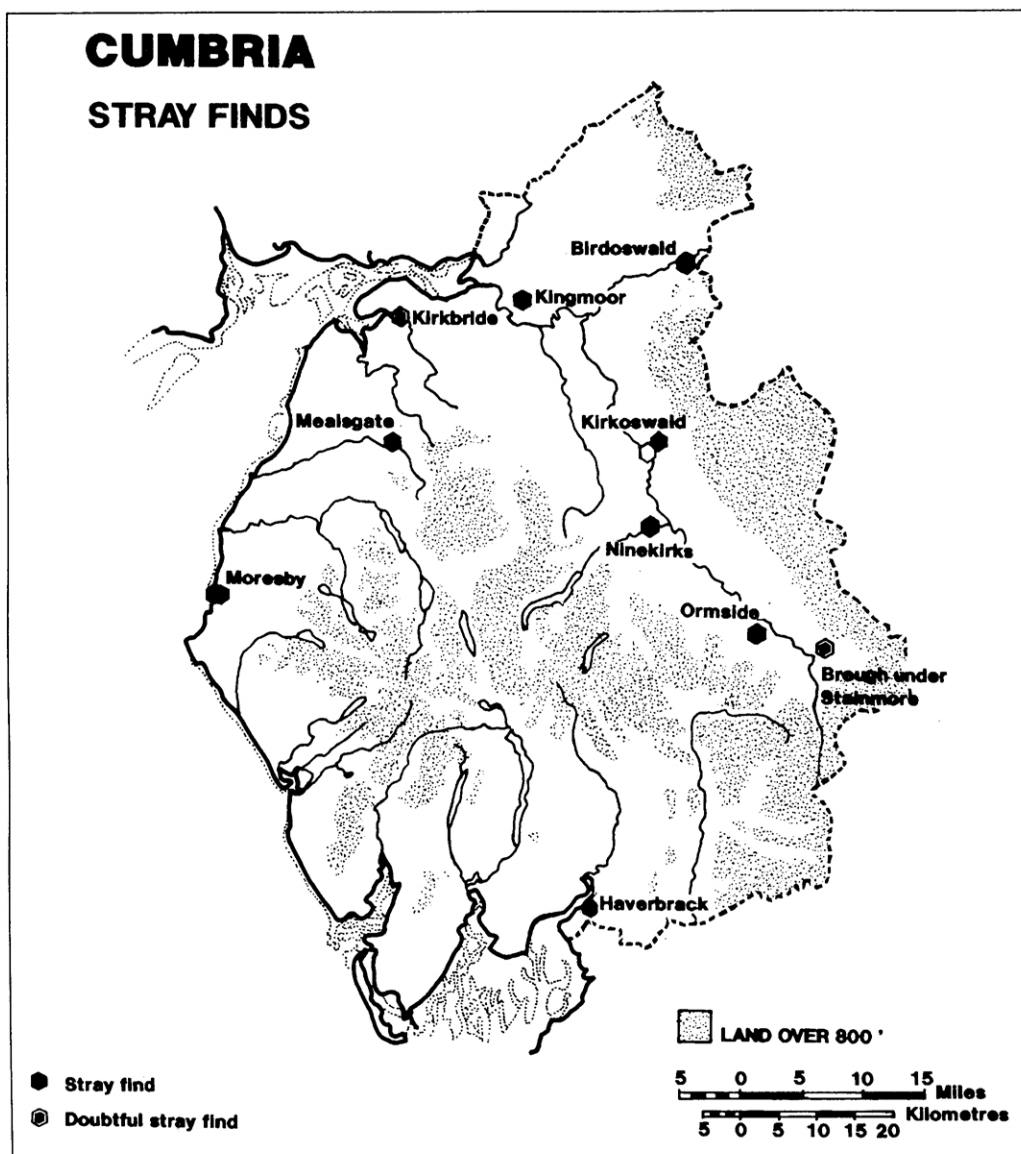 CUMBRIA
STRAY FINDS
Birdoswald
Kingmoor
Kirkbride
Mealsgate
Kirkoswald
Ninekirks
Moresby
Ormside
Brough under
Stainmore
Haverbrack
LAND OVER 800 '
Stray find
Doubtful stray find
5 0 5 10 15
Miles
Kilometres
5 0 5 10 15 20